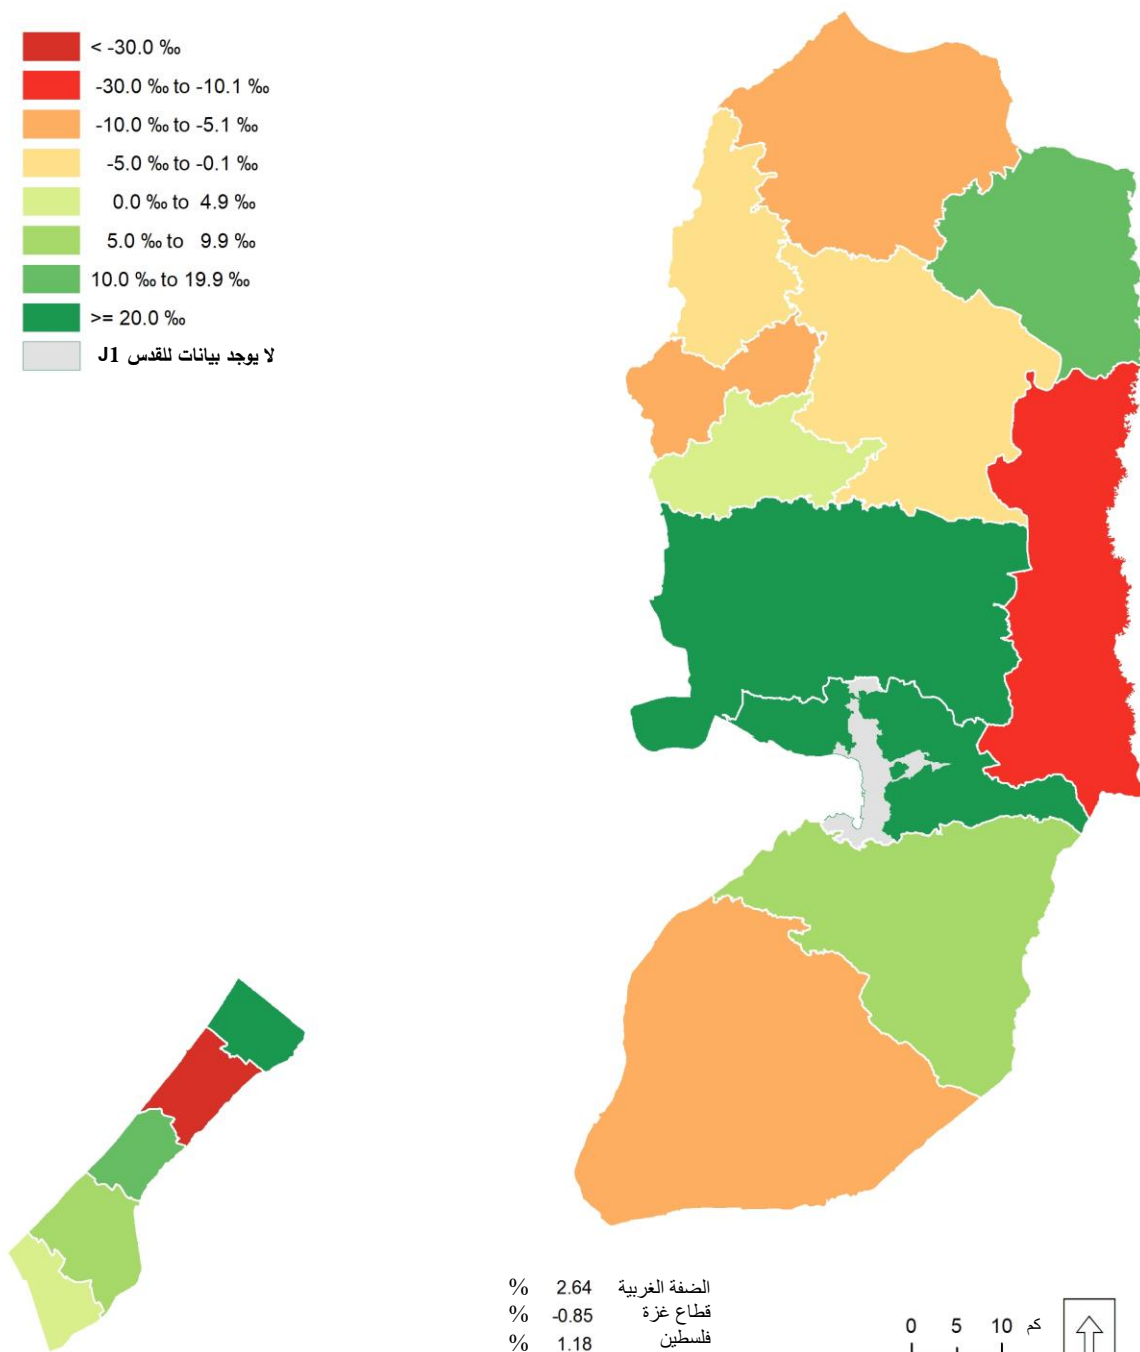 < -30.0 ‰
-30.0 ‰ to -10.1 ‰
-10.0 ‰ to -5.1 ‰
-5.0 ‰ to -0.1 ‰
0.0 ‰ to 4.9 ‰
5.0 ‰ to 9.9 ‰
10.0 ‰ to 19.9 ‰
>= 20.0 ‰
لا يوجد بيانات للقدس J1
الضفة الغربية 2.64 %
قطاع غزة -0.85 %
فلسطين 1.18 %
0 5 10 كم